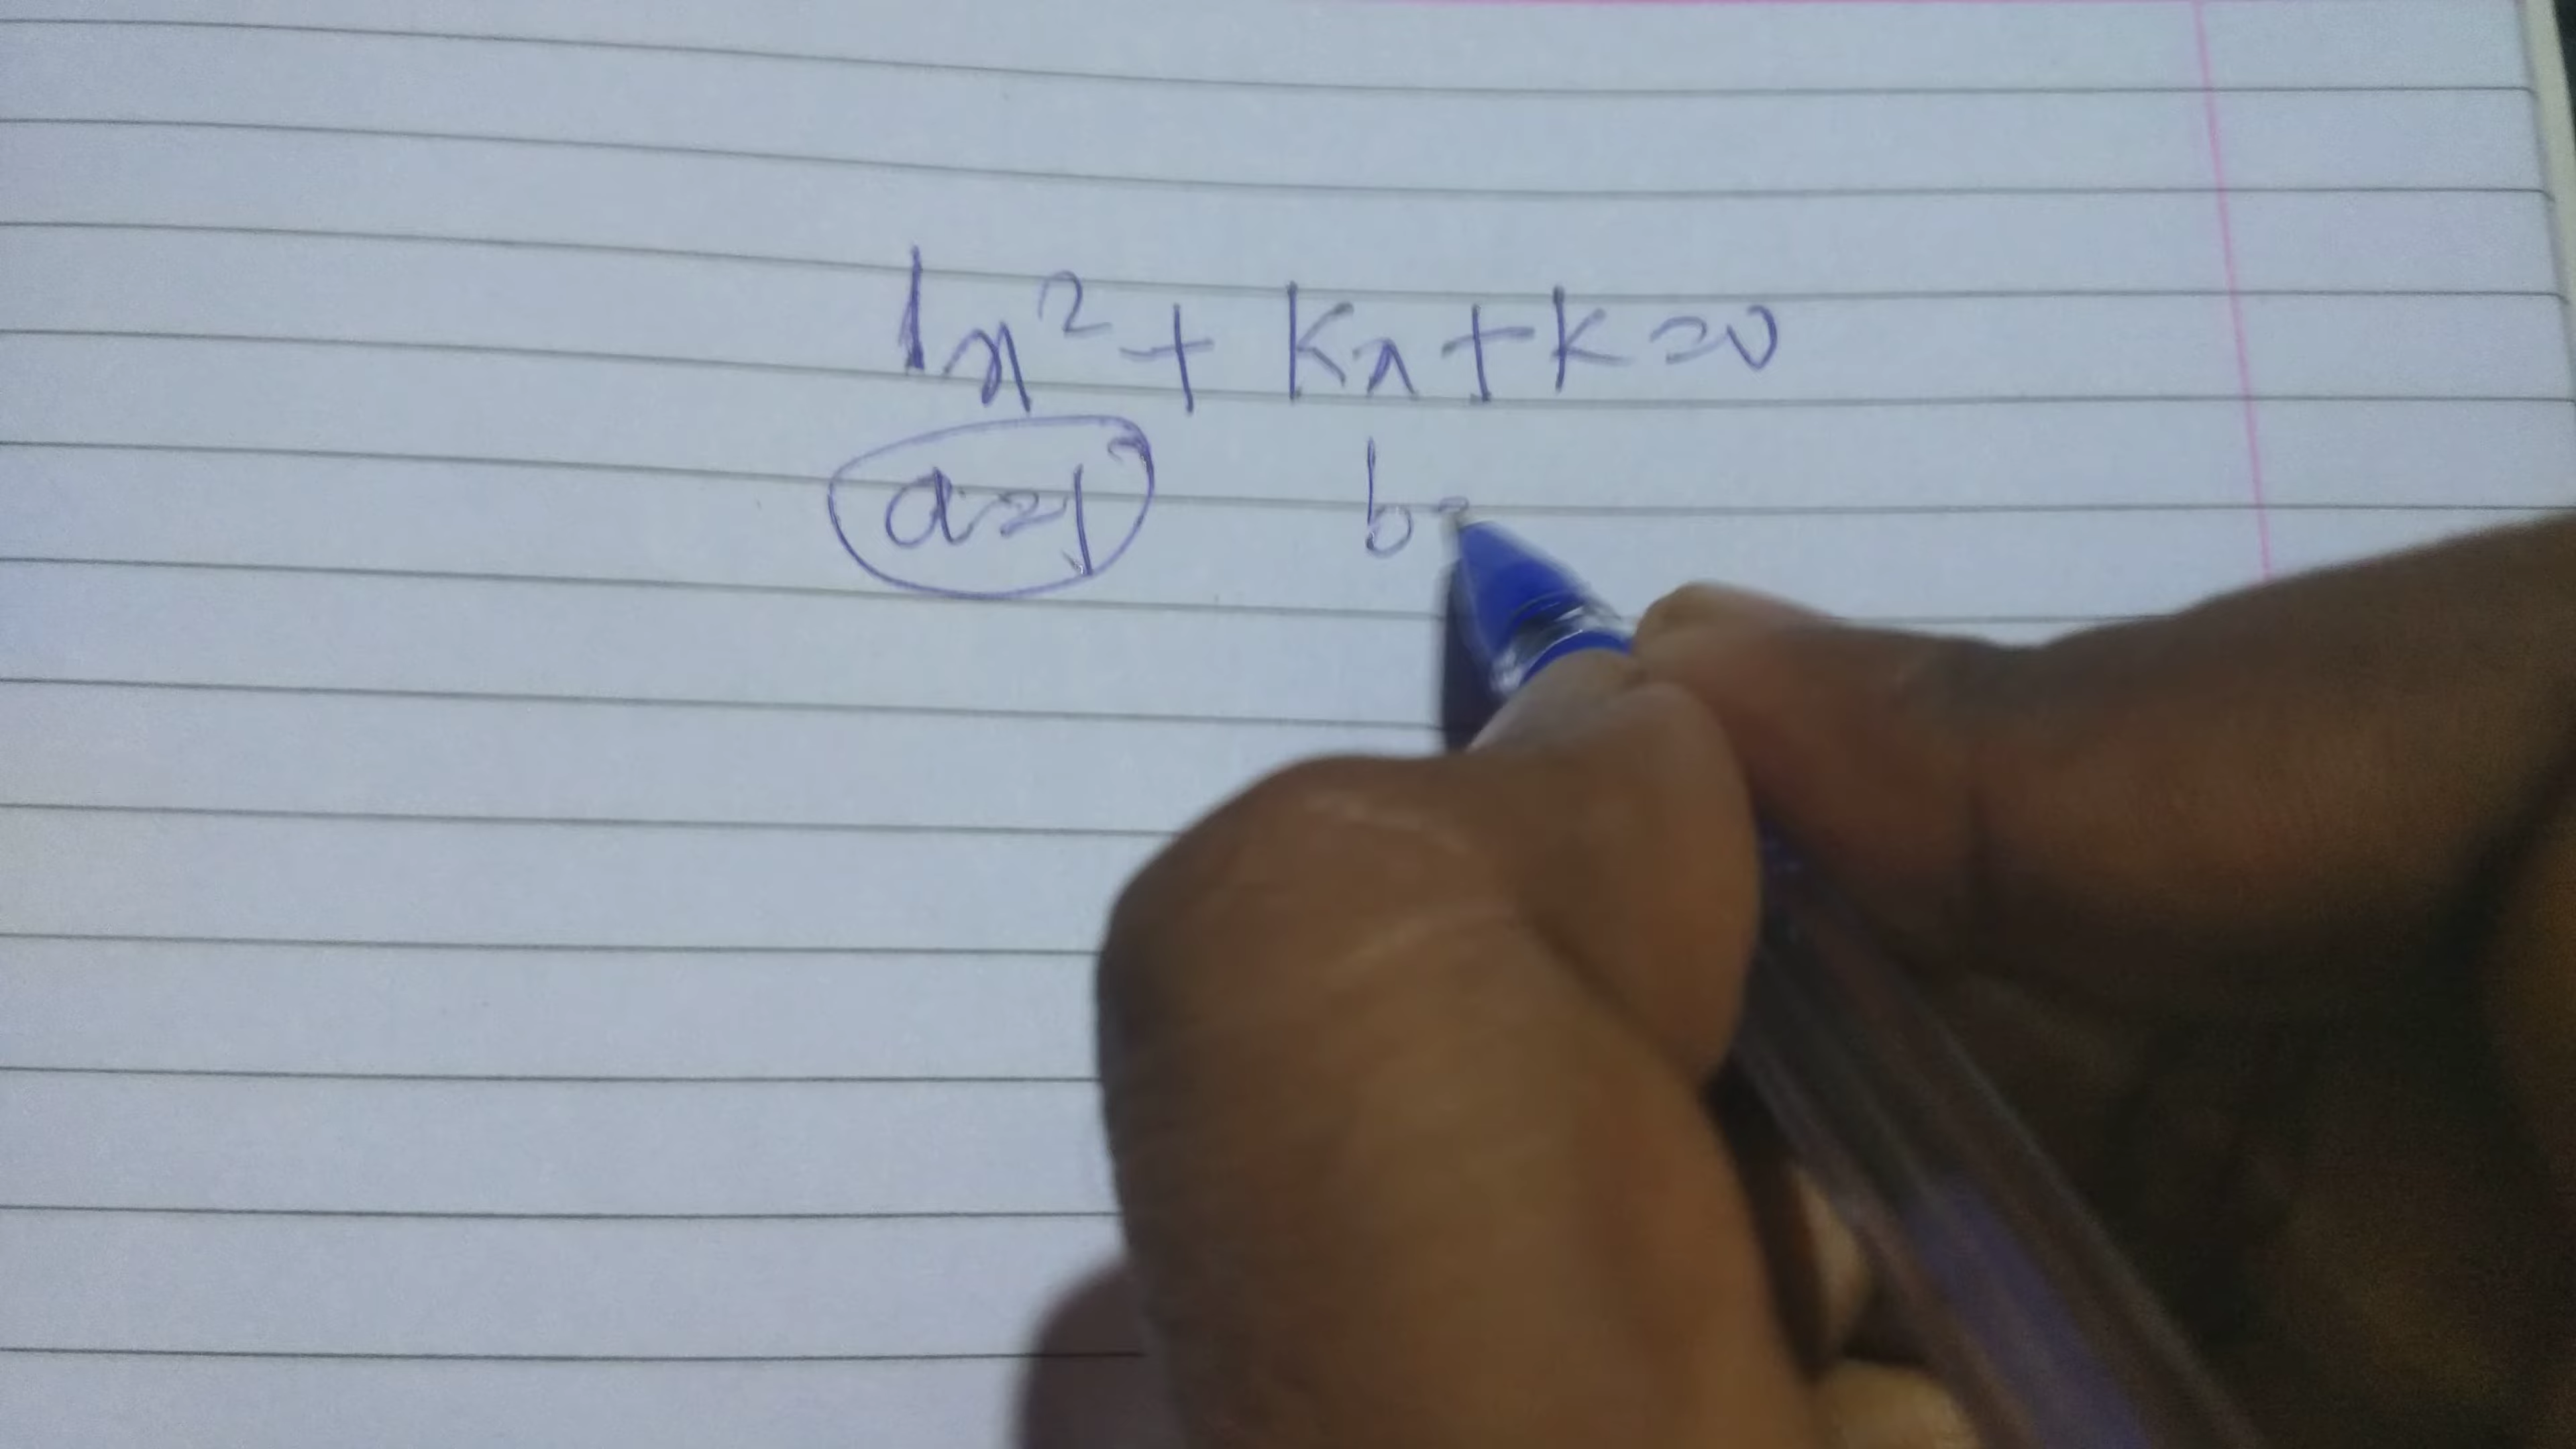 1x² + Kx + K = 0
a = 1 b =